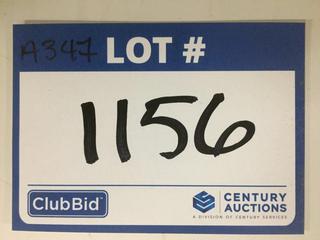 A347 LOT #
1156
ClubBid
CENTURY
AUCTIONS
A DIVISION OF CENTURY SERVICES